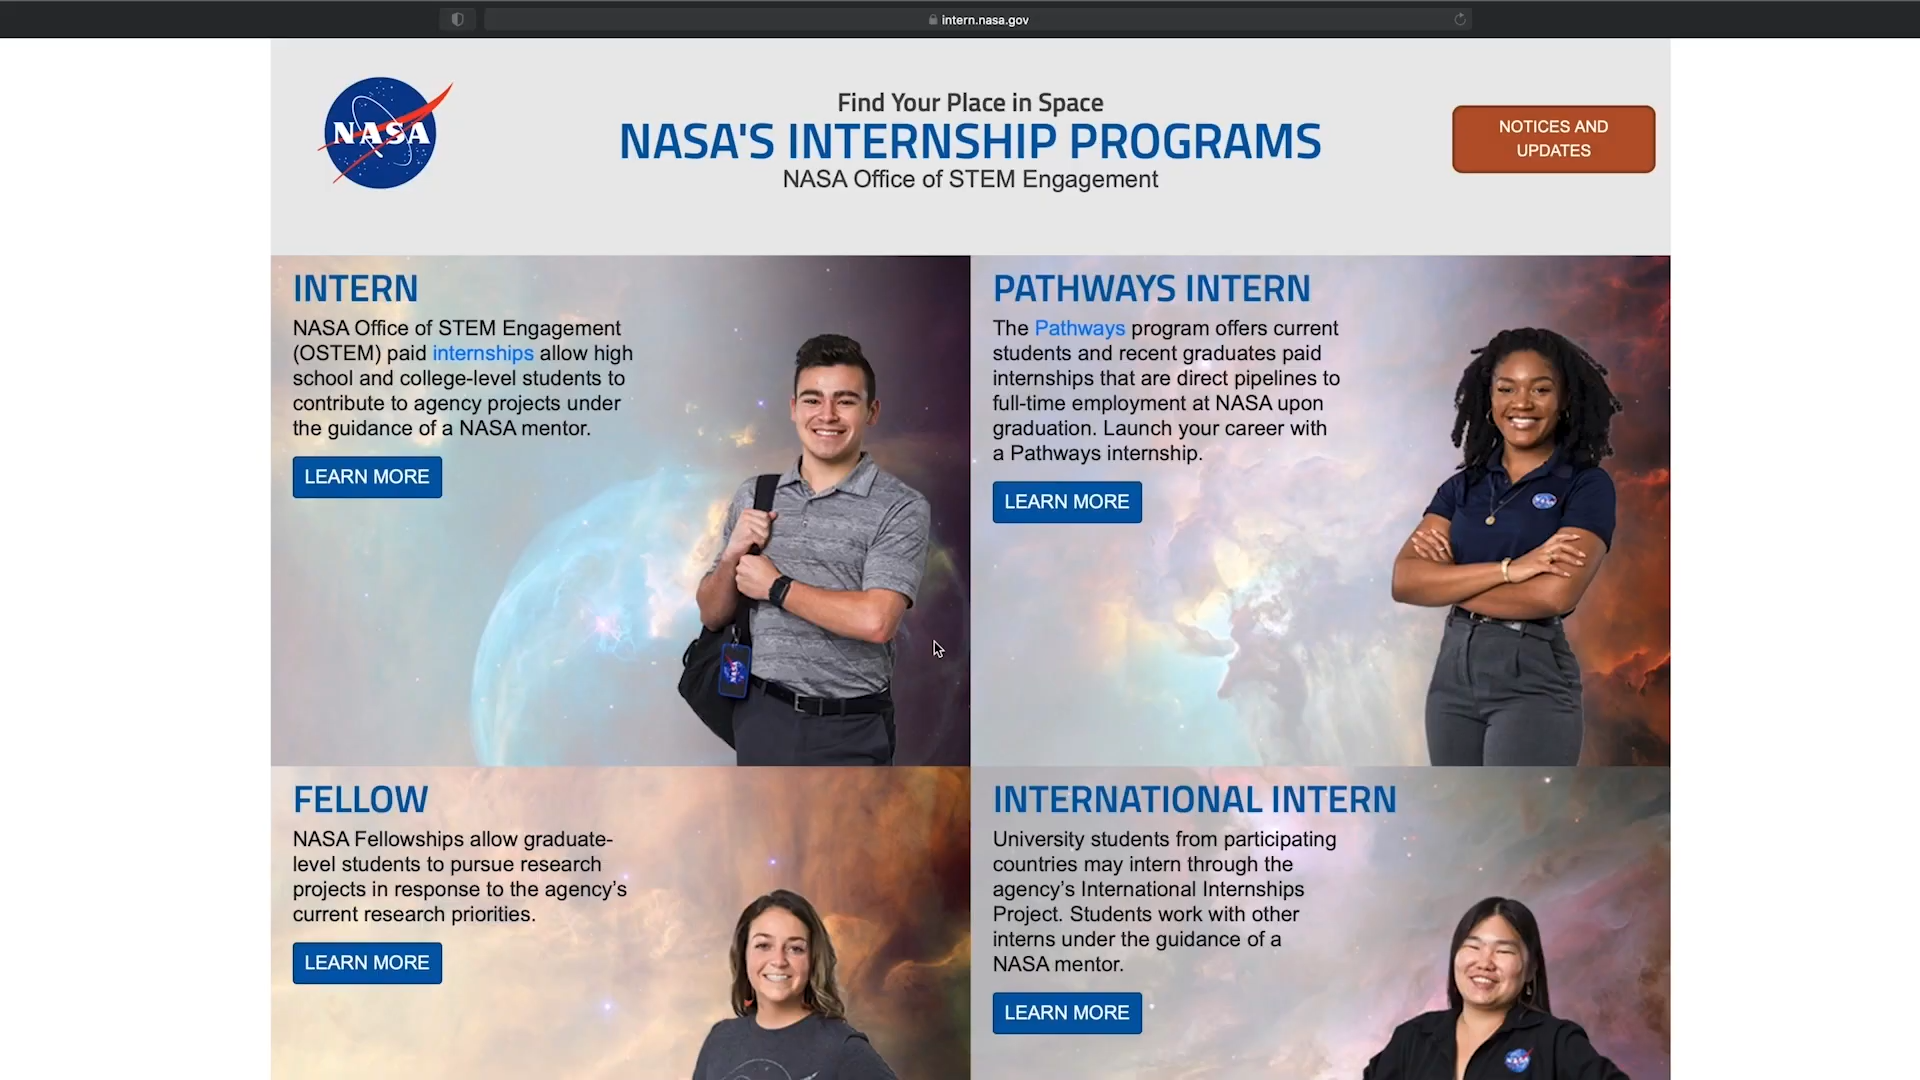 intern.nasa.gov
NASA
Find Your Place in Space
NASA'S INTERNSHIP PROGRAMS
NASA Office of STEM Engagement
NOTICES AND
UPDATES
INTERN
NASA Office of STEM Engagement
(OSTEM) paid internships allow high
school and college-level students to
contribute to agency projects under
the guidance of a NASA mentor.
LEARN MORE
NASA
PATHWAYS INTERN
The Pathways program offers current
students and recent graduates paid
internships that are direct pipelines to
full-time employment at NASA upon
graduation. Launch your career with
a Pathways internship.
LEARN MORE
NASA
FELLOW
NASA Fellowships allow graduate-
level students to pursue research
projects in response to the agency’s
current research priorities.
LEARN MORE
INTERNATIONAL INTERN
University students from participating
countries may intern through the
agency’s International Internships
Project. Students work with other
interns under the guidance of a
NASA mentor.
LEARN MORE
NASA